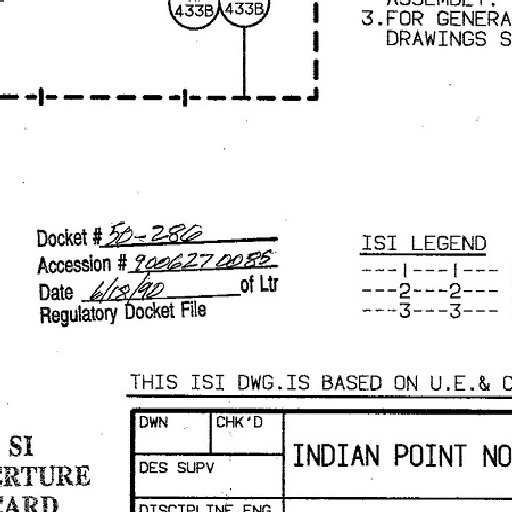 433B 433B
ASSEMBLY.
3.FOR GENERA
DRAWINGS S
Docket # 50-286
Accession # 9006270085
Date 6/18/90 of Ltr
Regulatory Docket File
ISI LEGEND
---1---1---
---2---2---
---3---3---
THIS ISI DWG.IS BASED ON U.E.& C
DWN CHK'D
DES SUPV
INDIAN POINT NO
DISCIPLINE ENG
SI
ERTURE
CARD